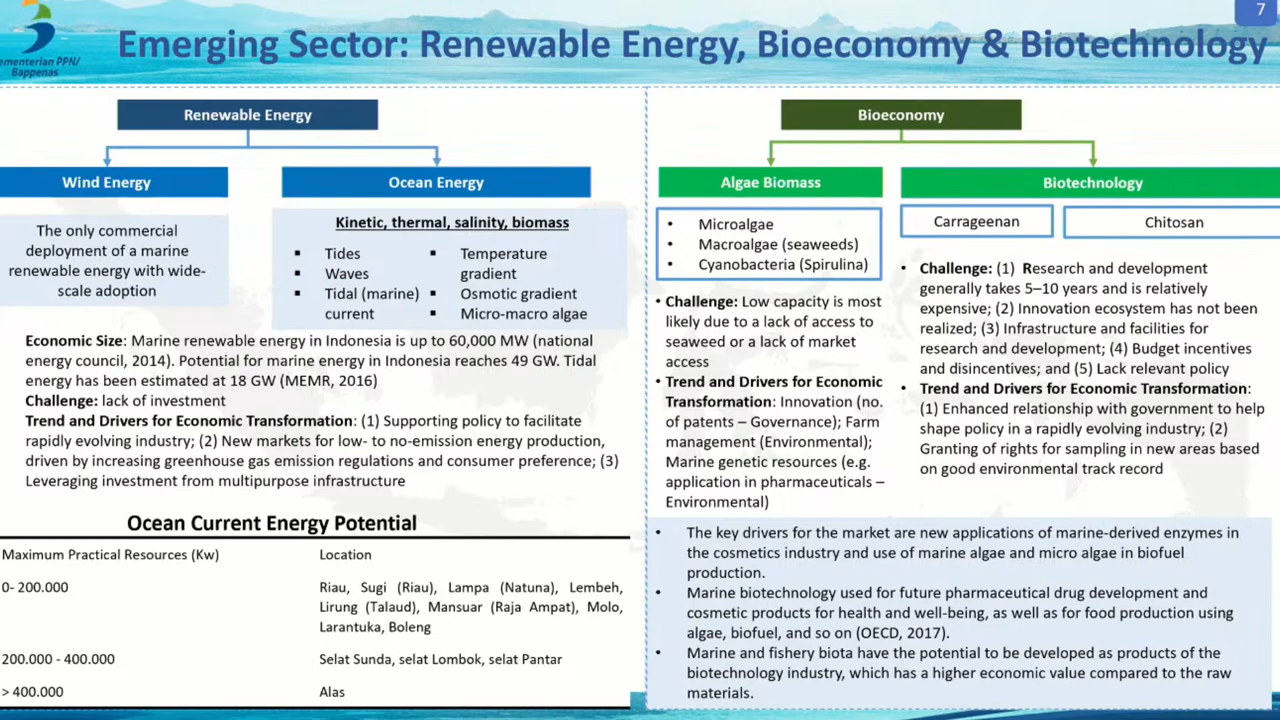 7
Emerging Sector: Renewable Energy, Bioeconomy & Biotechnology
ementerian PPN/
Bappenas
Renewable Energy
Wind Energy
Ocean Energy
The only commercial
deployment of a marine
renewable energy with wide-
scale adoption
Kinetic, thermal, salinity, biomass
▪ Tides
▪ Waves
▪ Tidal (marine)
current
▪ Temperature
gradient
▪ Osmotic gradient
▪ Micro-macro algae
Economic Size: Marine renewable energy in Indonesia is up to 60,000 MW (national
energy council, 2014). Potential for marine energy in Indonesia reaches 49 GW. Tidal
energy has been estimated at 18 GW (MEMR, 2016)
Challenge: lack of investment
Trend and Drivers for Economic Transformation: (1) Supporting policy to facilitate
rapidly evolving industry; (2) New markets for low- to no-emission energy production,
driven by increasing greenhouse gas emission regulations and consumer preference; (3)
Leveraging investment from multipurpose infrastructure
Ocean Current Energy Potential
Maximum Practical Resources (Kw) Location
0- 200.000 Riau, Sugi (Riau), Lampa (Natuna), Lembeh,
Lirung (Talaud), Mansuar (Raja Ampat), Molo,
Larantuka, Boleng
200.000 - 400.000 Selat Sunda, selat Lombok, selat Pantar
> 400.000 Alas
Bioeconomy
Algae Biomass
Biotechnology
• Microalgae
• Macroalgae (seaweeds)
• Cyanobacteria (Spirulina)
• Challenge: Low capacity is most
likely due to a lack of access to
seaweed or a lack of market
access
• Trend and Drivers for Economic
Transformation: Innovation (no.
of patents – Governance); Farm
management (Environmental);
Marine genetic resources (e.g.
application in pharmaceuticals –
Environmental)
Carrageenan
Chitosan
• Challenge: (1) Research and development
generally takes 5–10 years and is relatively
expensive; (2) Innovation ecosystem has not been
realized; (3) Infrastructure and facilities for
research and development; (4) Budget incentives
and disincentives; and (5) Lack relevant policy
• Trend and Drivers for Economic Transformation:
(1) Enhanced relationship with government to help
shape policy in a rapidly evolving industry; (2)
Granting of rights for sampling in new areas based
on good environmental track record
• The key drivers for the market are new applications of marine-derived enzymes in
the cosmetics industry and use of marine algae and micro algae in biofuel
production.
• Marine biotechnology used for future pharmaceutical drug development and
cosmetic products for health and well-being, as well as for food production using
algae, biofuel, and so on (OECD, 2017).
• Marine and fishery biota have the potential to be developed as products of the
biotechnology industry, which has a higher economic value compared to the raw
materials.